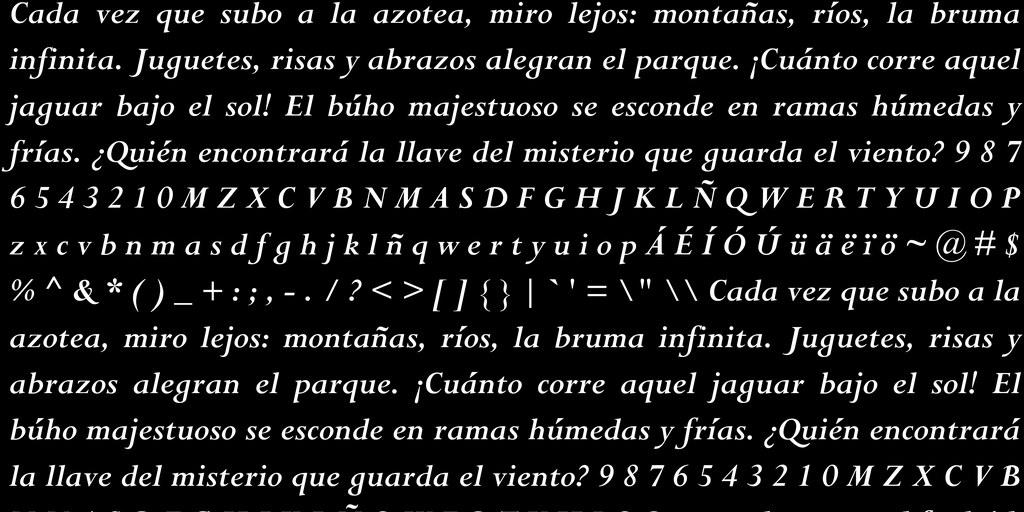 Cada vez que subo a la azotea, miro lejos: montañas, ríos, la bruma
infinita. Juguetes, risas y abrazos alegran el parque. ¡Cuánto corre aquel
jaguar bajo el sol! El búho majestuoso se esconde en ramas húmedas y
frías. ¿Quién encontrará la llave del misterio que guarda el viento? 9 8 7
6 5 4 3 2 1 0 M Z X C V B N M A S D F G H J K L Ñ Q W E R T Y U I O P
z x c v b n m a s d f g h j k l ñ q w e r t y u i o p Á É Í Ó Ú ü ä ë ï ö ~ @ # $
% ^ & * ( ) _ + : ; , - . / ? < > [ ] { } | ` ' = \ " \ \ Cada vez que subo a la
azotea, miro lejos: montañas, ríos, la bruma infinita. Juguetes, risas y
abrazos alegran el parque. ¡Cuánto corre aquel jaguar bajo el sol! El
búho majestuoso se esconde en ramas húmedas y frías. ¿Quién encontrará
la llave del misterio que guarda el viento? 9 8 7 6 5 4 3 2 1 0 M Z X C V B